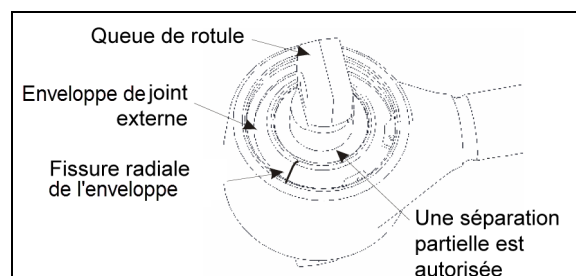 Queue de rotule
Enveloppe de joint
externe
Fissure radiale
de l'enveloppe
Une séparation
partielle est
autorisée